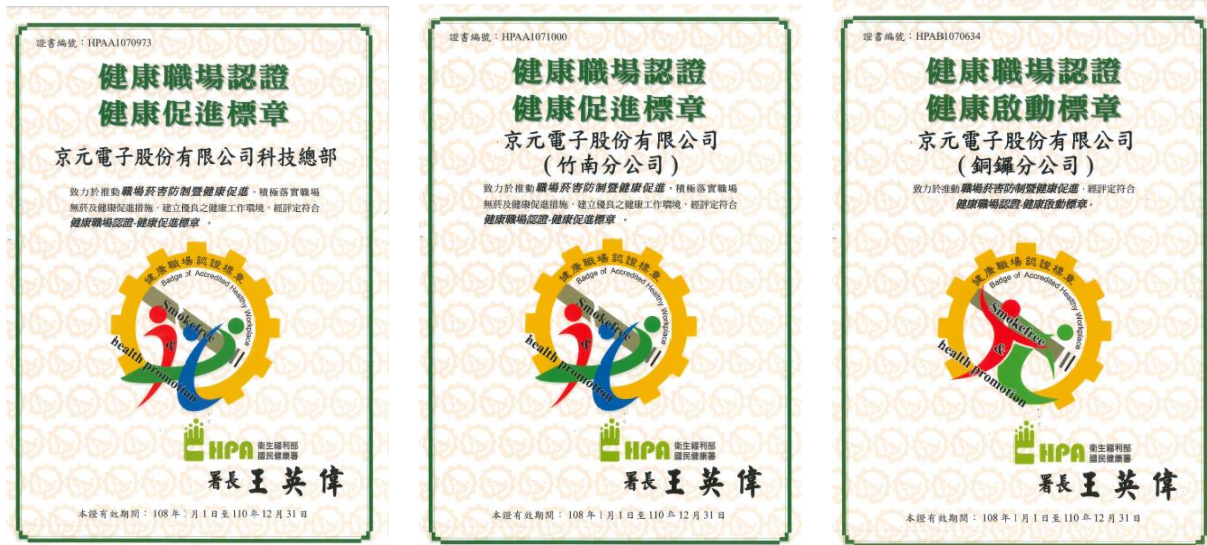 證書編號：HPAA1070973
健康職場認證
健康促進標章
京元電子股份有限公司科技總部
致力於推動職場菸害防制暨健康促進，積極落實職場
無菸及健康促進措施，建立優良之健康工作環境，經評定符合
健康職場認證-健康促進標章 。
健康職場認證標章
Badge of Accredited Healthy Workplace
Smokefree
&
health promotion
HPA 衛生福利部
國民健康署
署長 王英偉
本證有效期間：108年1月1日至110年12月31日
證書編號：HPAA1071000
健康職場認證
健康促進標章
京元電子股份有限公司
(竹南分公司)
致力於推動職場菸害防制暨健康促進，積極落實職場
無菸及健康促進措施，建立優良之健康工作環境，經評定符合
健康職場認證-健康促進標章 。
健康職場認證標章
Badge of Accredited Healthy Workplace
Smokefree
&
health promotion
HPA 衛生福利部
國民健康署
署長 王英偉
本證有效期間：108年1月1日至110年12月31日
證書編號：HPAB1070634
健康職場認證
健康啟動標章
京元電子股份有限公司
(銅鑼分公司)
致力於推動職場菸害防制暨健康促進，經評定符合
健康職場認證-健康啟動標章。
健康職場認證標章
Badge of Accredited Healthy Workplace
Smokefree
&
health promotion
HPA 衛生福利部
國民健康署
署長 王英偉
本證有效期間：108年1月1日至110年12月31日